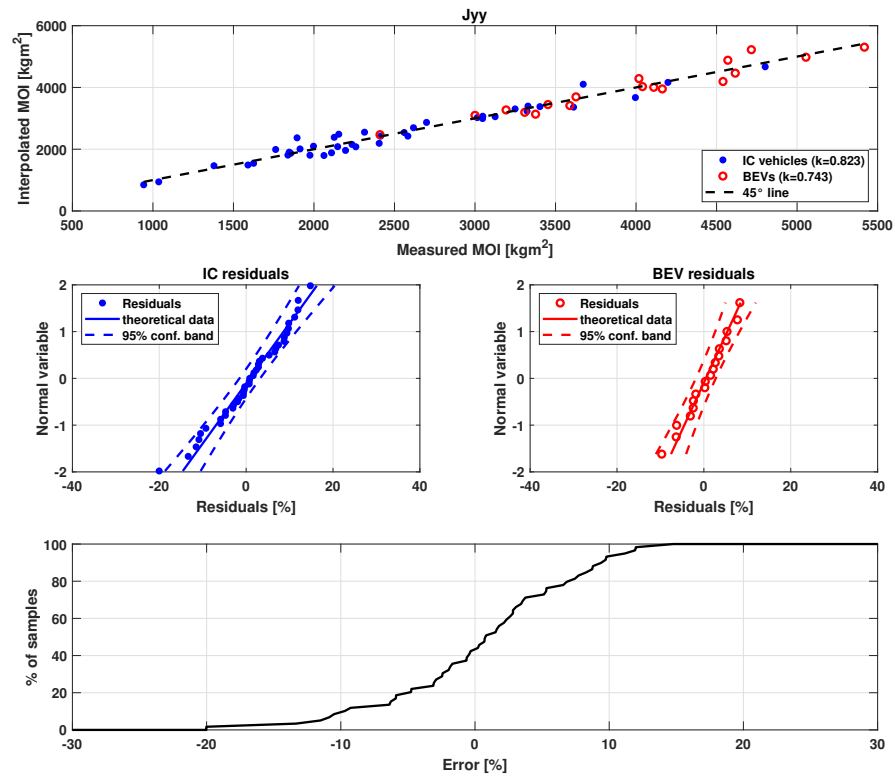 Jyy
Interpolated MOI [kgm²]
6000
4000
2000
0
500 1000 1500 2000 2500 3000 3500 4000 4500 5000 5500
Measured MOI [kgm²]
IC vehicles (k=0.823)
BEVs (k=0.743)
45° line
IC residuals
Normal variable
2
1
0
-1
-2
-40 -20 0 20 40
Residuals [%]
Residuals
theoretical data
95% conf. band
BEV residuals
Normal variable
2
1
0
-1
-2
-40 -20 0 20 40
Residuals [%]
Residuals
theoretical data
95% conf. band
% of samples
100
80
60
40
20
0
-30 -20 -10 0 10 20 30
Error [%]